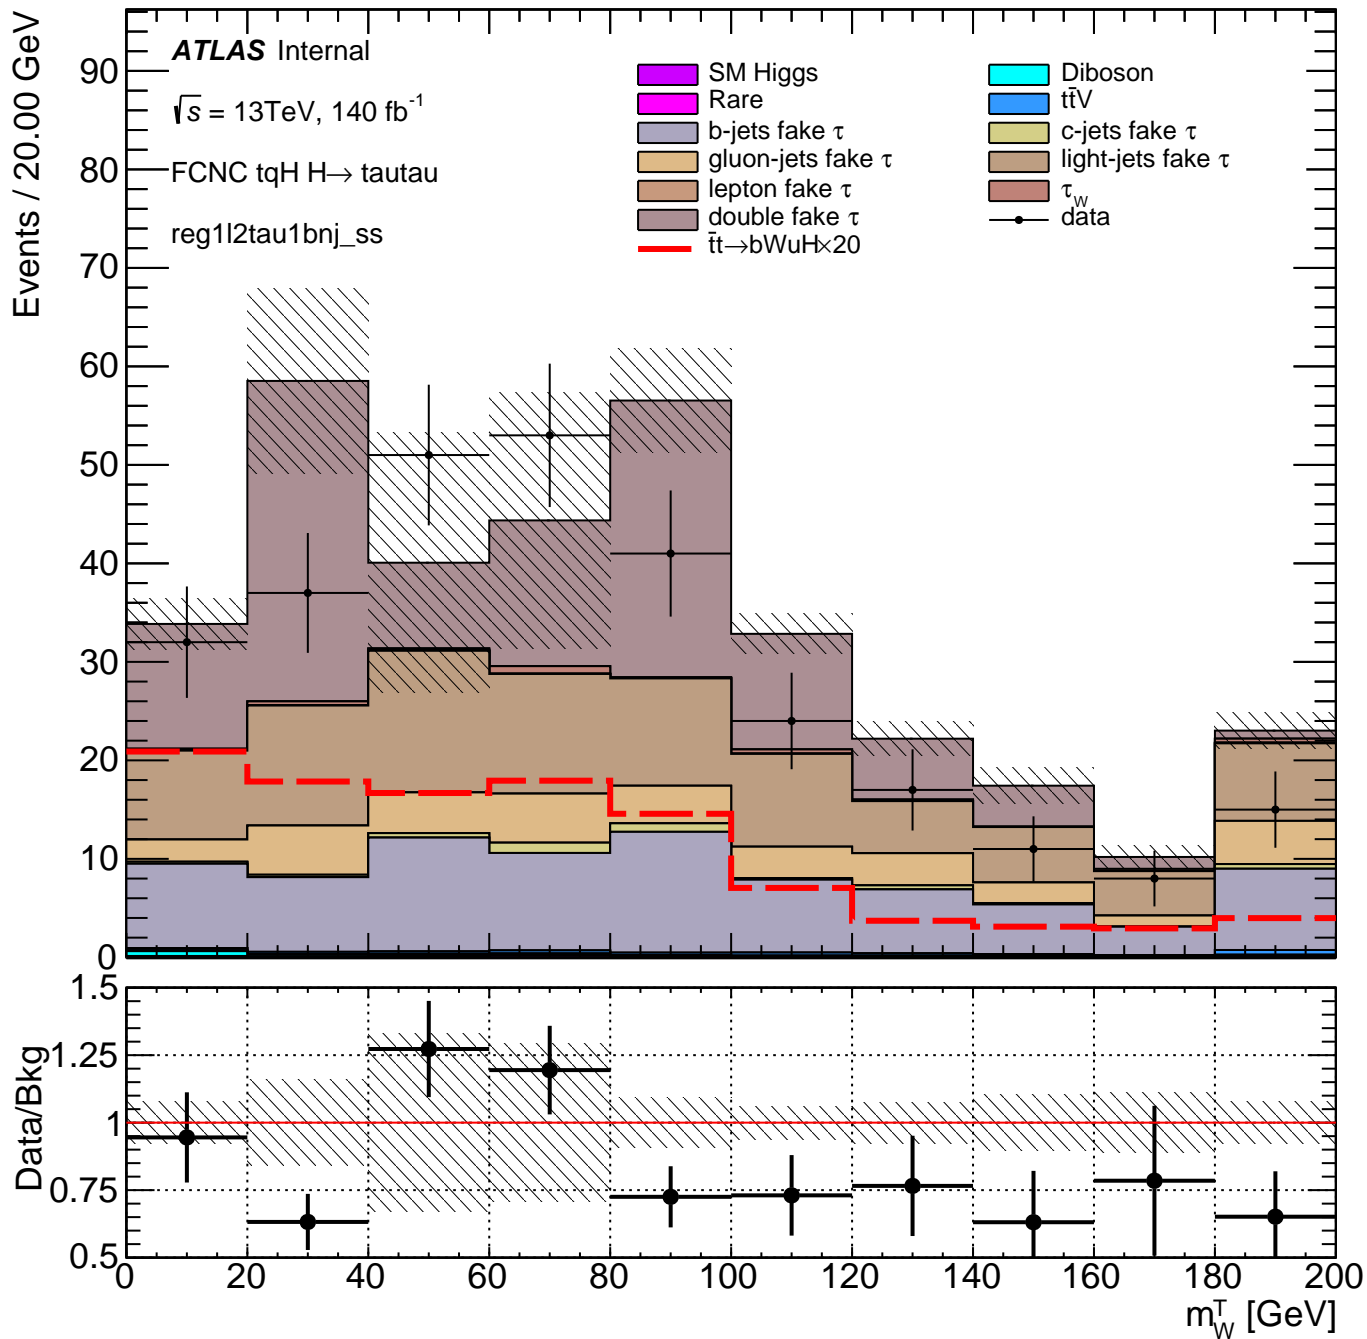 Events / 20.00 GeV
90
80
70
60
50
40
30
20
10
0
ATLAS Internal
√s = 13TeV, 140 fb⁻¹
FCNC tqH H→ tautau
reg1l2tau1bnj_ss
SM Higgs
Rare
b-jets fake τ
gluon-jets fake τ
lepton fake τ
double fake τ
t̄t→bWuH×20
Diboson
tt̄V
c-jets fake τ
light-jets fake τ
τ_W
data
Data/Bkg
1.5
1.25
1
0.75
0.5
0 20 40 60 80 100 120 140 160 180 200
m_W^T [GeV]